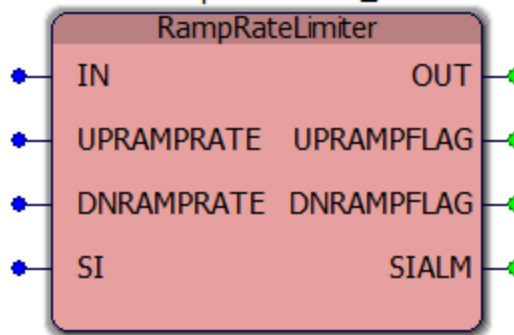 RampRateLimiter
IN OUT
UPRAMPRATE UPRAMPFLAG
DNRAMPRATE DNRAMPFLAG
SI SIALM